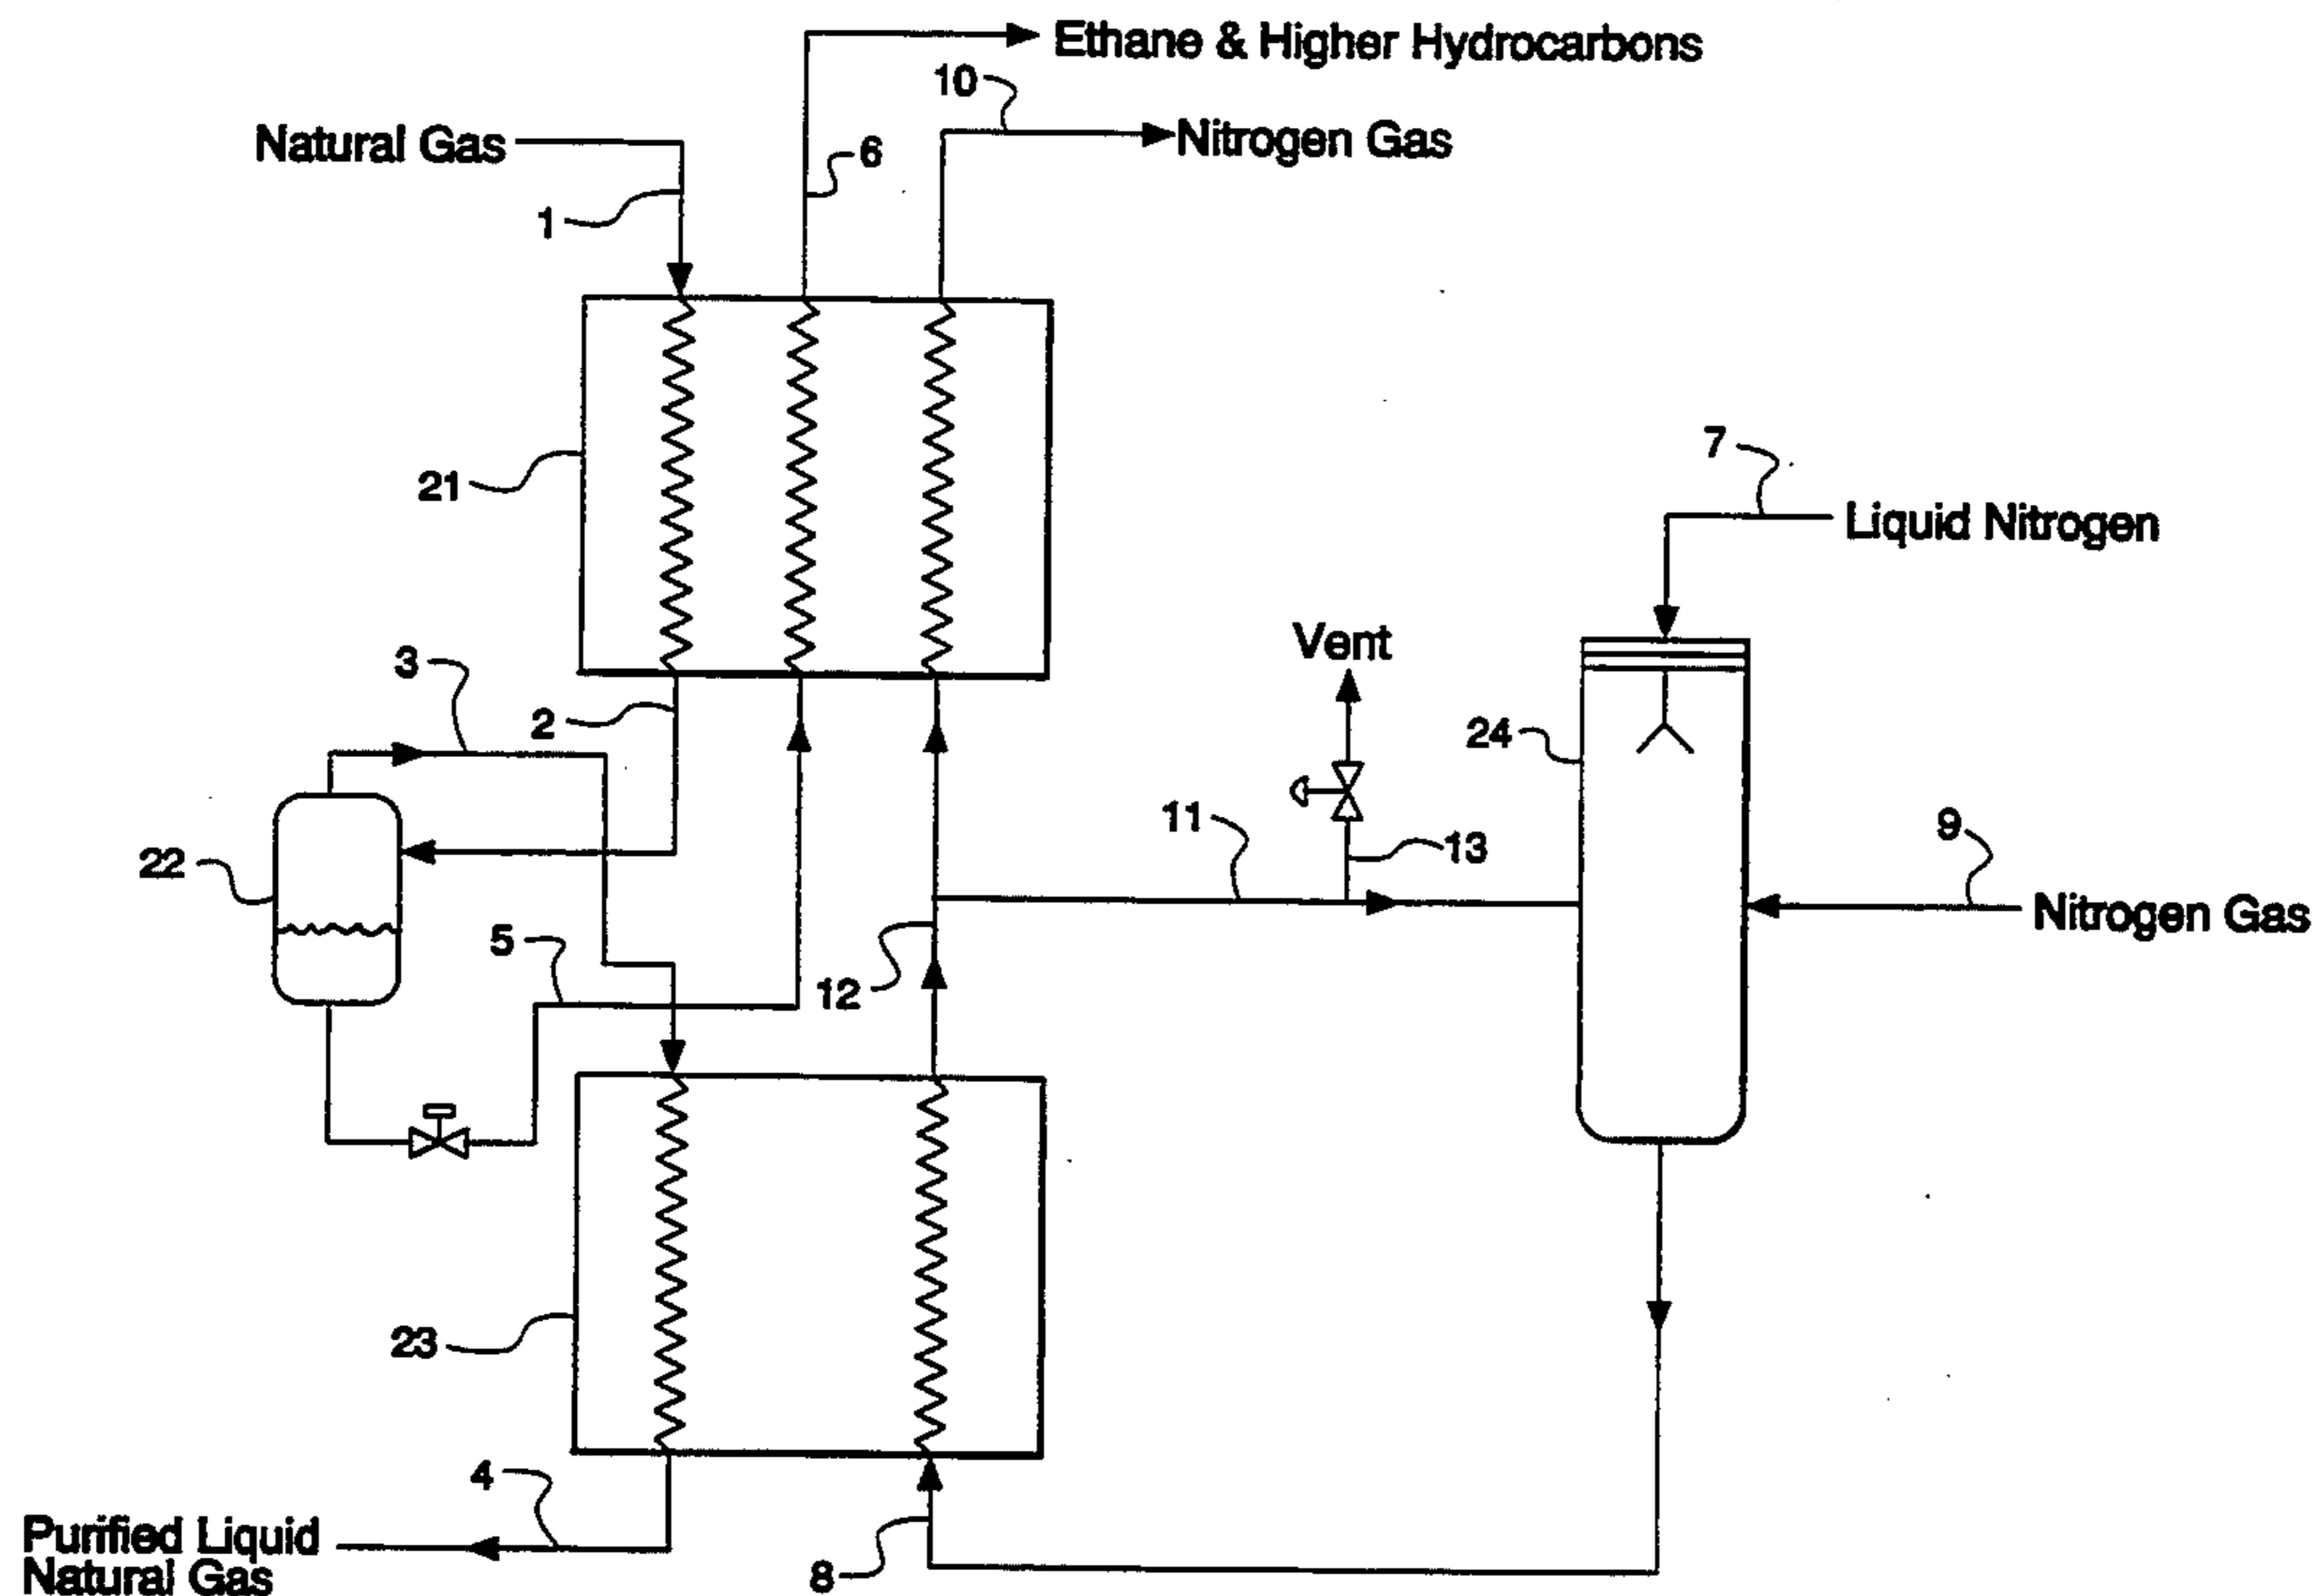 Ethane & Higher Hydrocarbons
10
Nitrogen Gas
Natural Gas
6
1
7
21
Liquid Nitrogen
Vent
3
2
24
11
9
22
13
Nitrogen Gas
5
12
23
4
Purified Liquid
Natural Gas
8